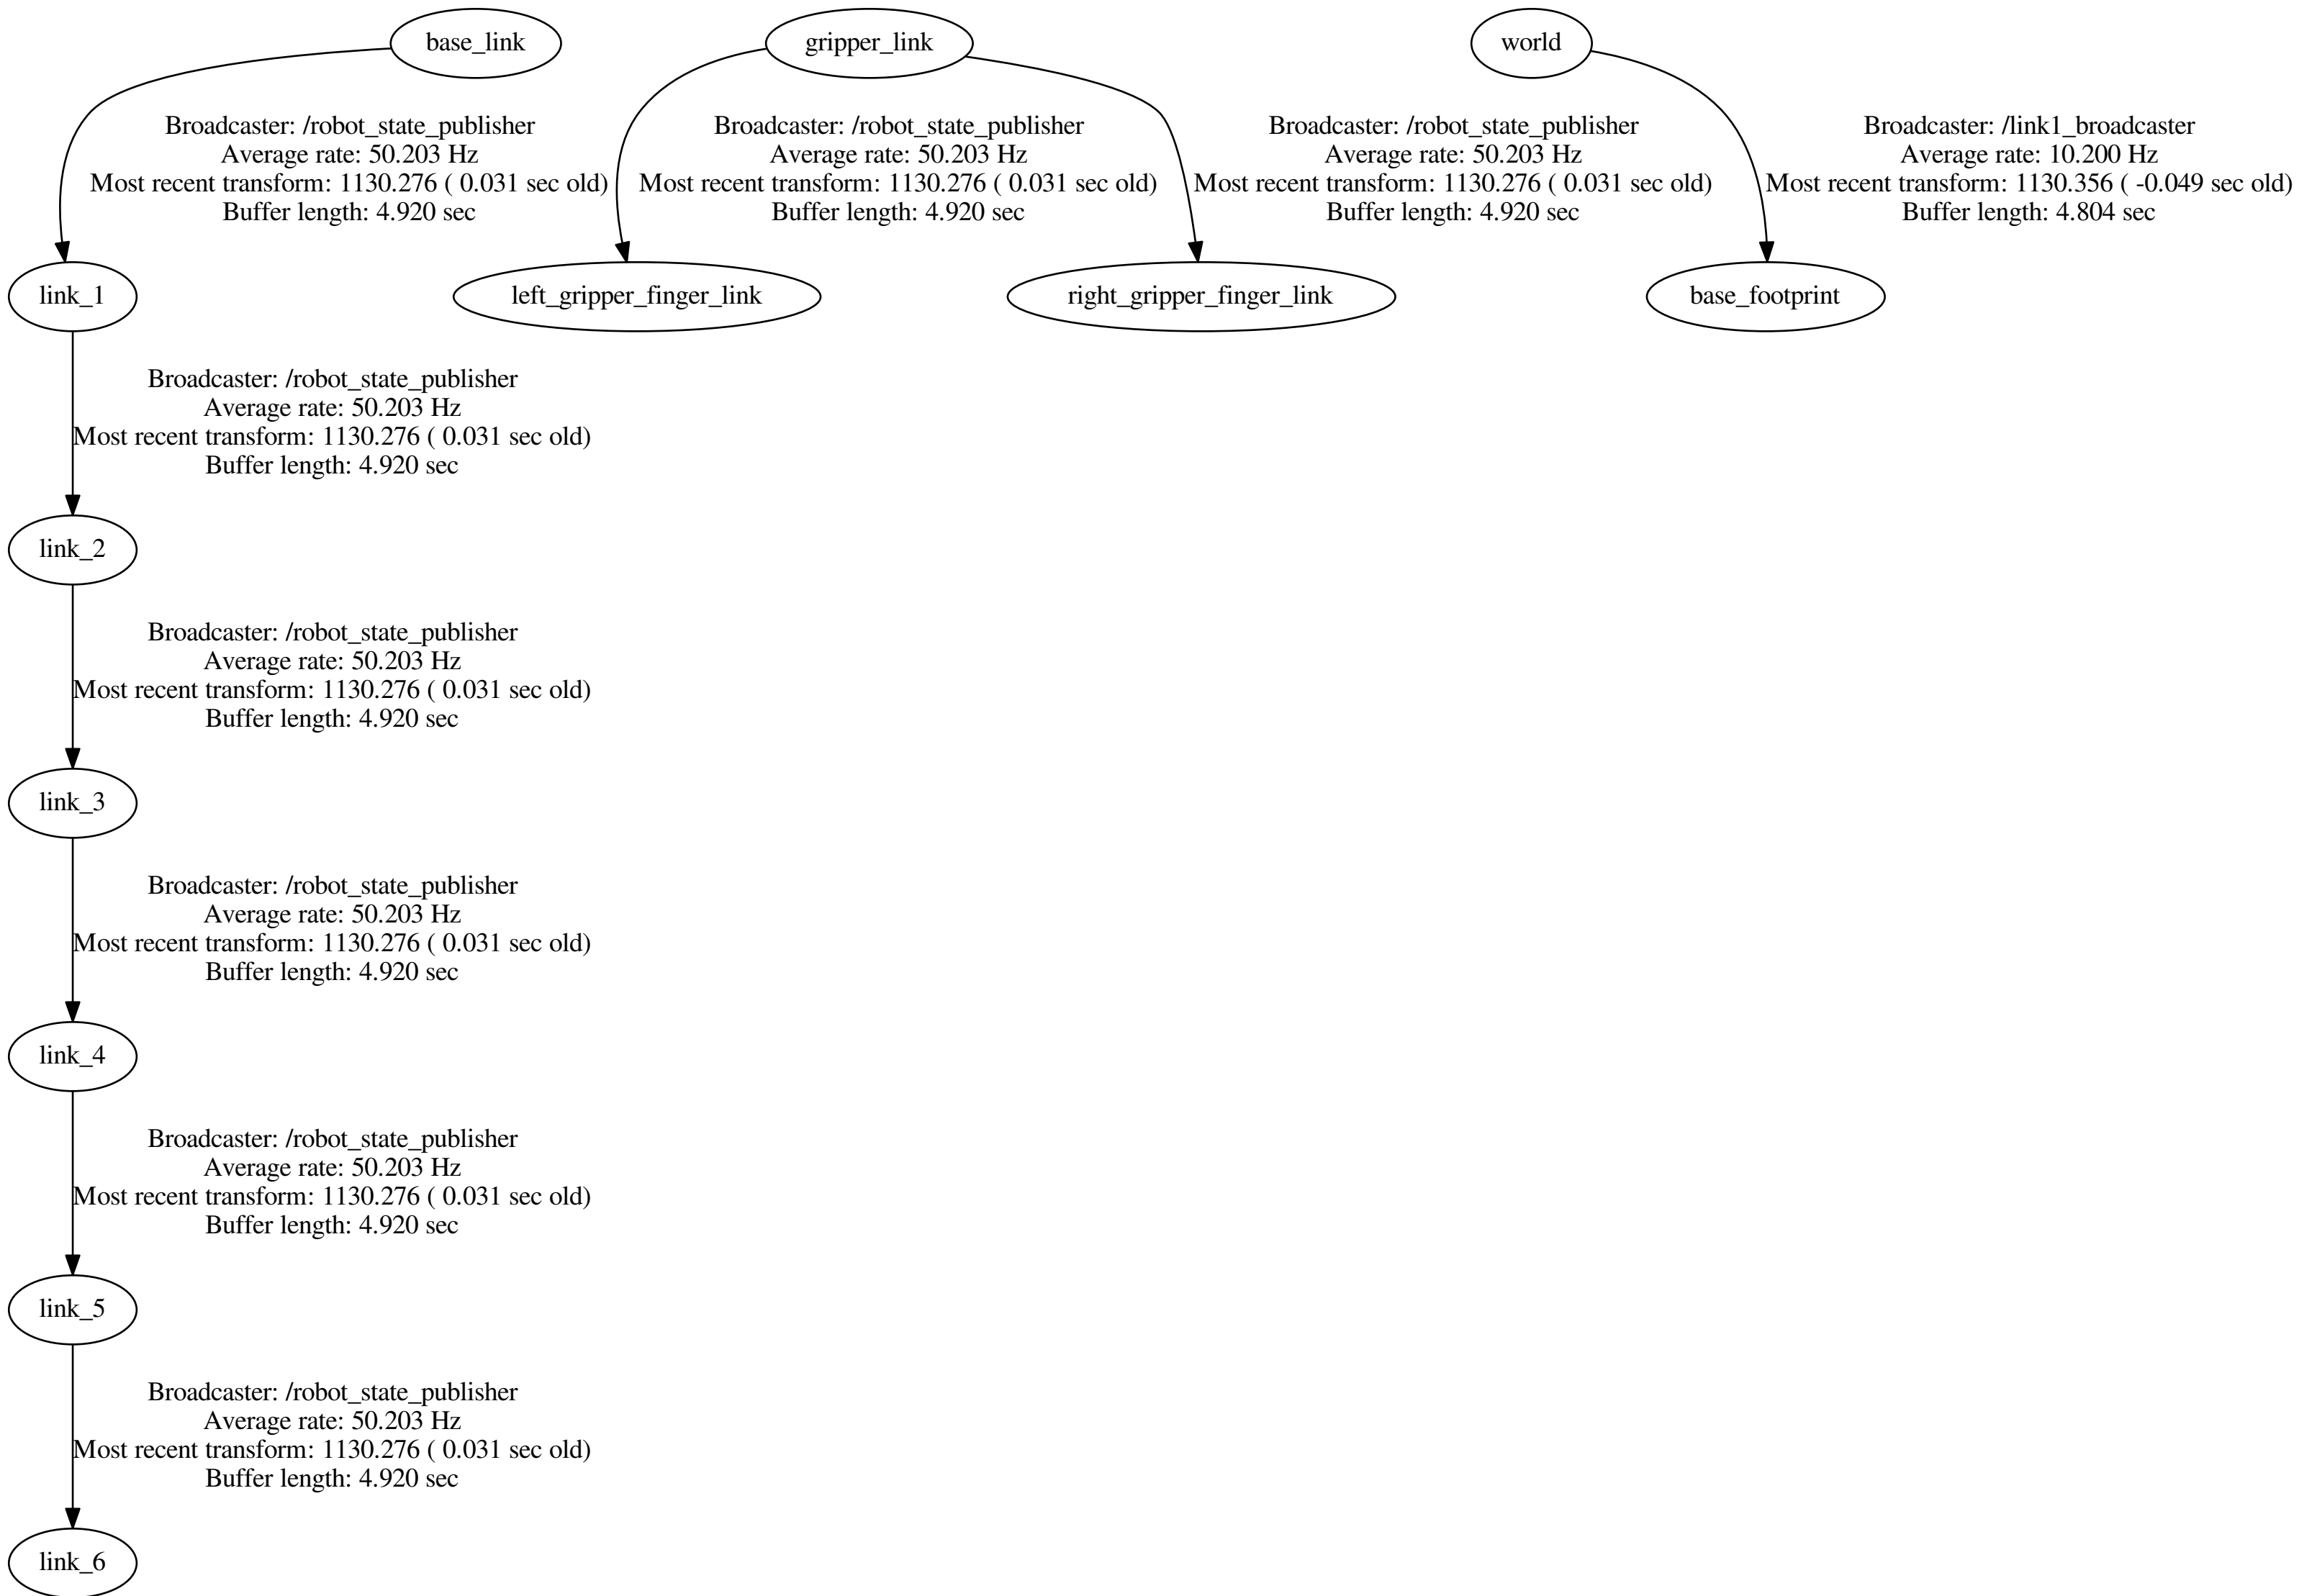 base_link
gripper_link
world
Broadcaster: /robot_state_publisher
Average rate: 50.203 Hz
Most recent transform: 1130.276 ( 0.031 sec old)
Buffer length: 4.920 sec
Broadcaster: /robot_state_publisher
Average rate: 50.203 Hz
Most recent transform: 1130.276 ( 0.031 sec old)
Buffer length: 4.920 sec
Broadcaster: /robot_state_publisher
Average rate: 50.203 Hz
Most recent transform: 1130.276 ( 0.031 sec old)
Buffer length: 4.920 sec
Broadcaster: /link1_broadcaster
Average rate: 10.200 Hz
Most recent transform: 1130.356 ( -0.049 sec old)
Buffer length: 4.804 sec
link_1
left_gripper_finger_link
right_gripper_finger_link
base_footprint
Broadcaster: /robot_state_publisher
Average rate: 50.203 Hz
Most recent transform: 1130.276 ( 0.031 sec old)
Buffer length: 4.920 sec
link_2
Broadcaster: /robot_state_publisher
Average rate: 50.203 Hz
Most recent transform: 1130.276 ( 0.031 sec old)
Buffer length: 4.920 sec
link_3
Broadcaster: /robot_state_publisher
Average rate: 50.203 Hz
Most recent transform: 1130.276 ( 0.031 sec old)
Buffer length: 4.920 sec
link_4
Broadcaster: /robot_state_publisher
Average rate: 50.203 Hz
Most recent transform: 1130.276 ( 0.031 sec old)
Buffer length: 4.920 sec
link_5
Broadcaster: /robot_state_publisher
Average rate: 50.203 Hz
Most recent transform: 1130.276 ( 0.031 sec old)
Buffer length: 4.920 sec
link_6